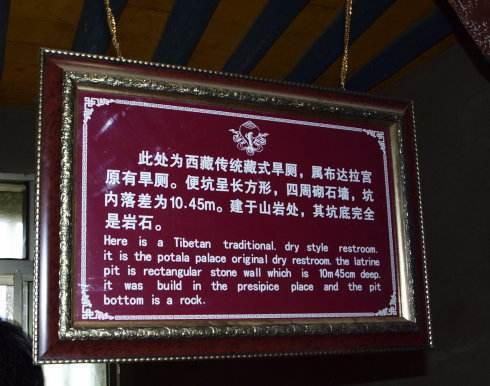 此处为西藏传统藏式旱厕，属布达拉宫
原有旱厕。便坑呈长方形，四周砌石墙，坑
内落差为10.45m。建于山岩处，其坑底完全
是岩石。
Here is a Tibetan traditional. dry style restroom.
it is the potala palace original dry restroom. the latrine
pit is rectangular stone wall which is 10m45cm deep.
it was build in the presipice place and the pit
bottom is a rock.